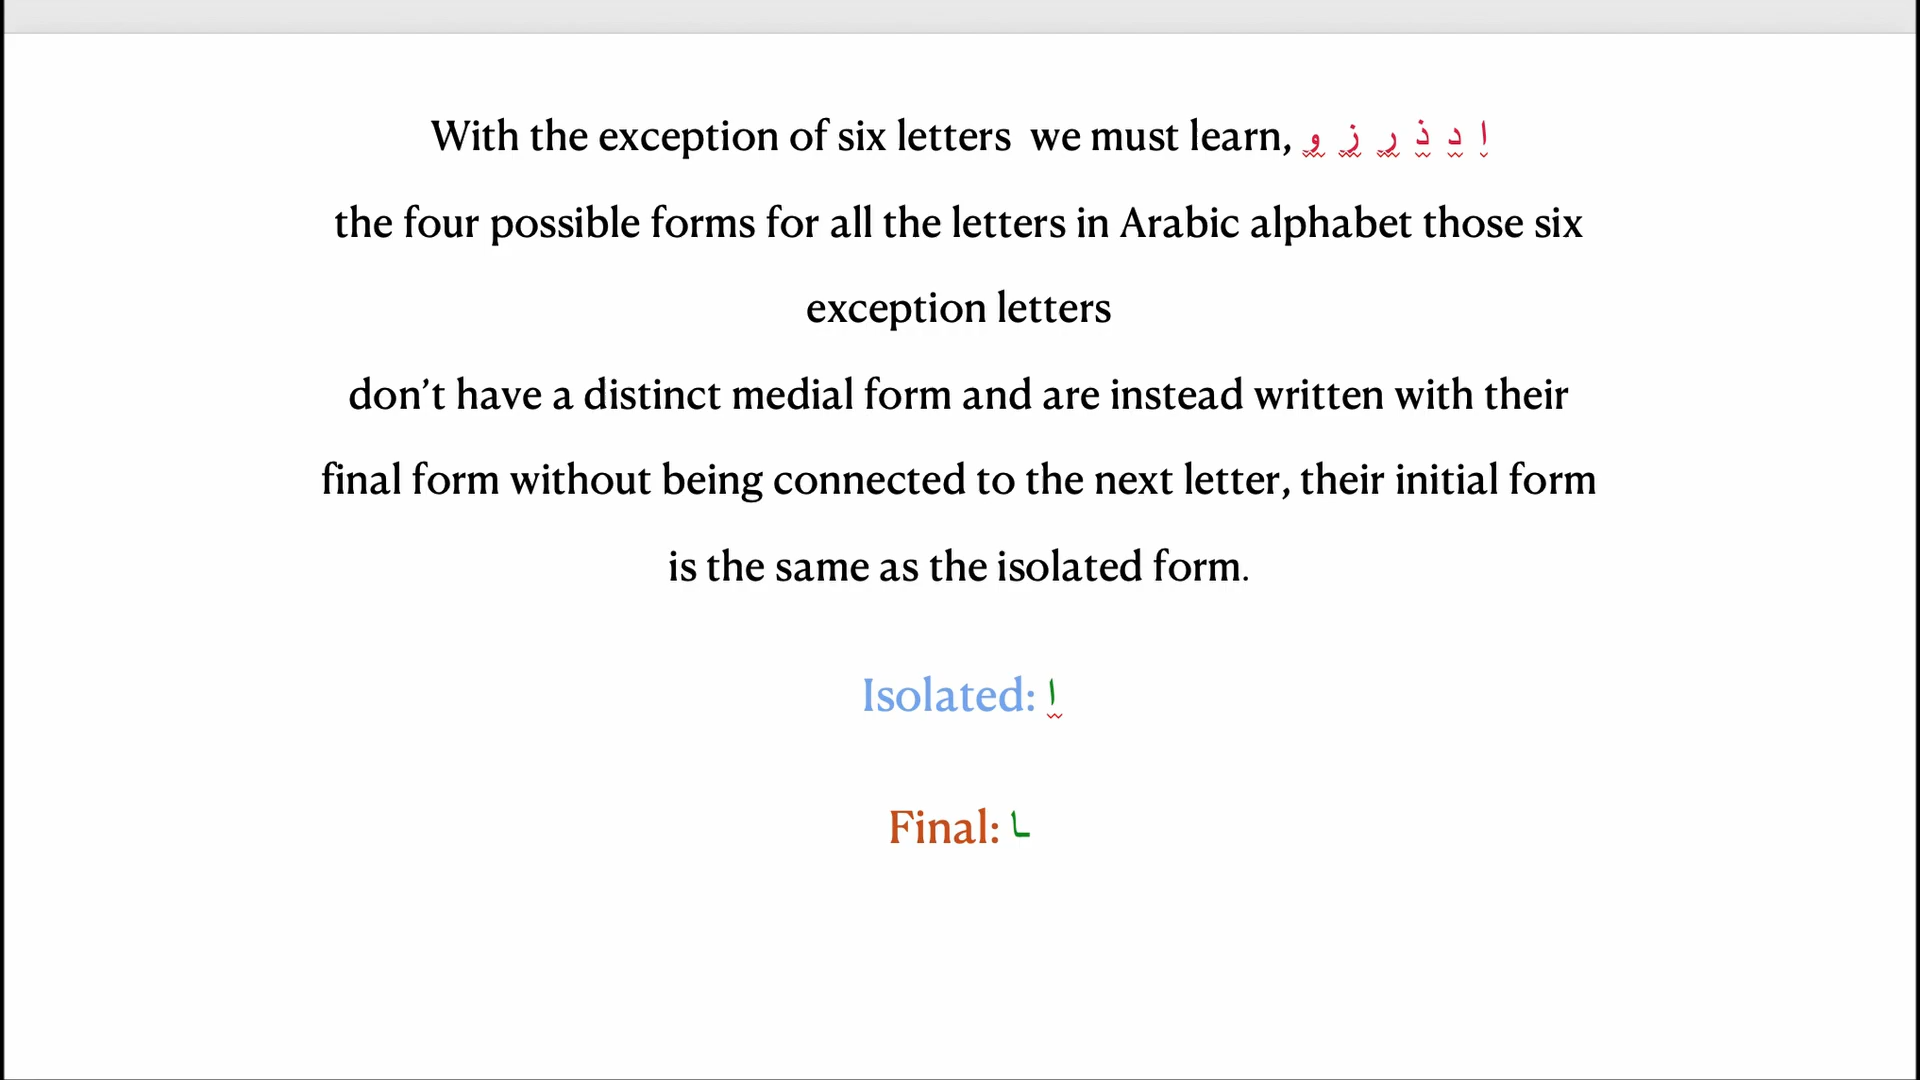 With the exception of six letters  we must learn, ا د ذ ر ز و
the four possible forms for all the letters in Arabic alphabet those six
exception letters
don’t have a distinct medial form and are instead written with their
final form without being connected to the next letter, their initial form
is the same as the isolated form.
Isolated: ا
Final: ـا